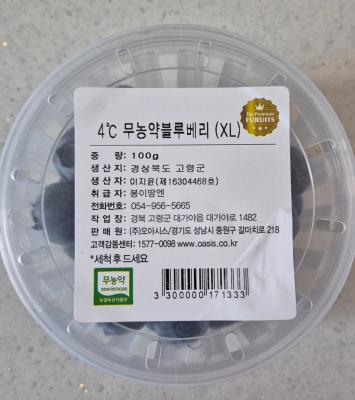 The Premium
FURUITS
4℃ 무농약블루베리 (XL)
중 량: 100g
생 산 지: 경상북도 고령군
생 산 자: 이지윤(제16304468호)
취 급 자: 봉이땅엔
전화번호: 054-956-5665
작 업 장: 경북 고령군 대가야읍 대가야로 1482
판 매 원: (주)오아시스/경기도 성남시 중원구 갈마치로 218
고객감동센터: 1577-0098 www.oasis.co.kr
*세척후드세요
무농약
(NON PESTICIDE)
농림축산식품부
3 300000 171333